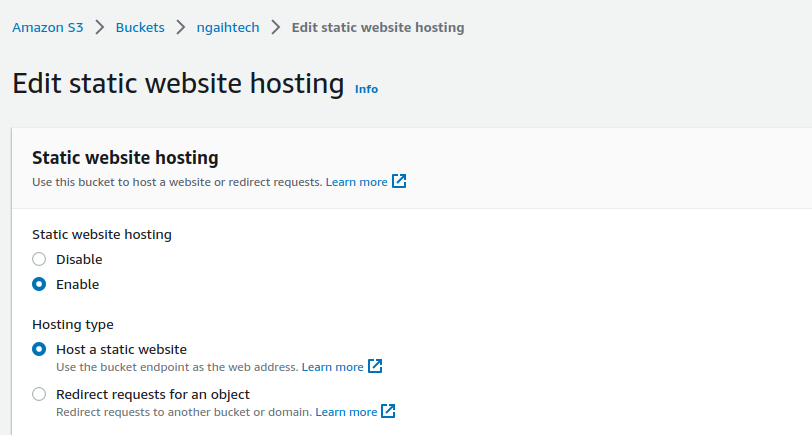 Amazon S3 > Buckets > ngaihtech > Edit static website hosting
Edit static website hosting Info
Static website hosting
Use this bucket to host a website or redirect requests. Learn more
Static website hosting
Disable
Enable
Hosting type
Host a static website
Use the bucket endpoint as the web address. Learn more
Redirect requests for an object
Redirect requests to another bucket or domain. Learn more